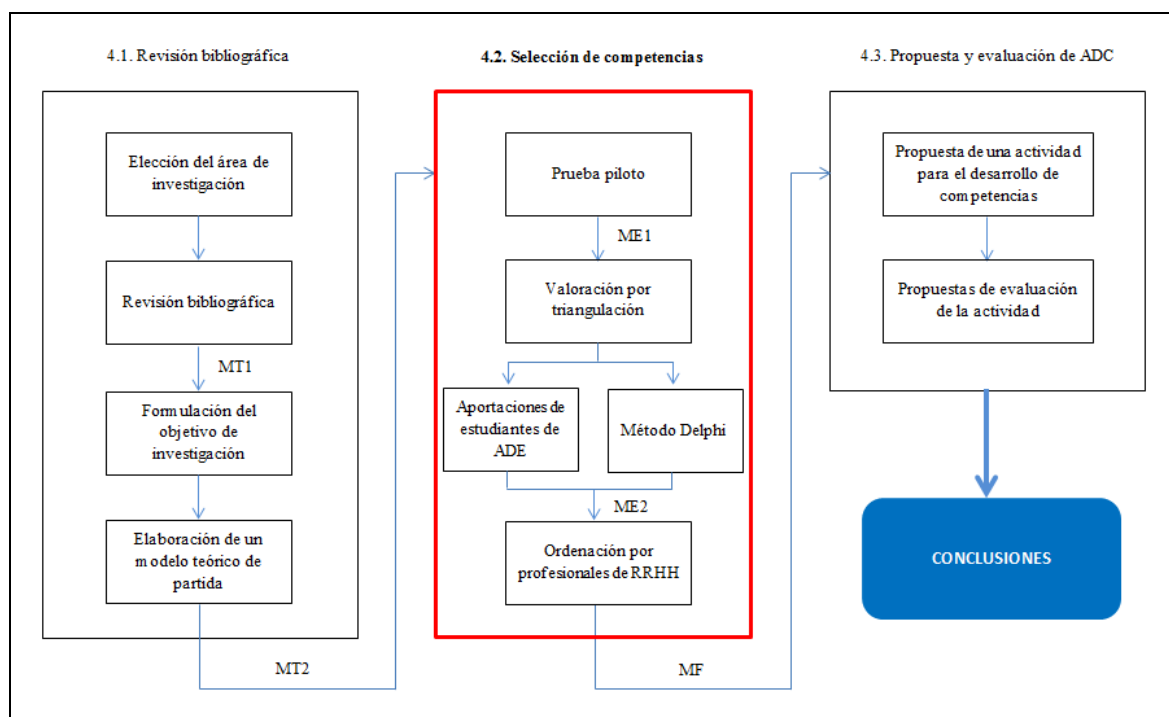 4.1. Revisión bibliográfica
Elección del área de
investigación
Revisión bibliográfica
MT1
Formulación del
objetivo de
investigación
Elaboración de un
modelo teórico de
partida
MT2
4.2. Selección de competencias
Prueba piloto
ME1
Valoración por
triangulación
Aportaciones de
estudiantes de
ADE
Método Delphi
ME2
Ordenación por
profesionales de RRHH
MF
4.3. Propuesta y evaluación de ADC
Propuesta de una actividad
para el desarrollo de
competencias
Propuestas de evaluación
de la actividad
CONCLUSIONES